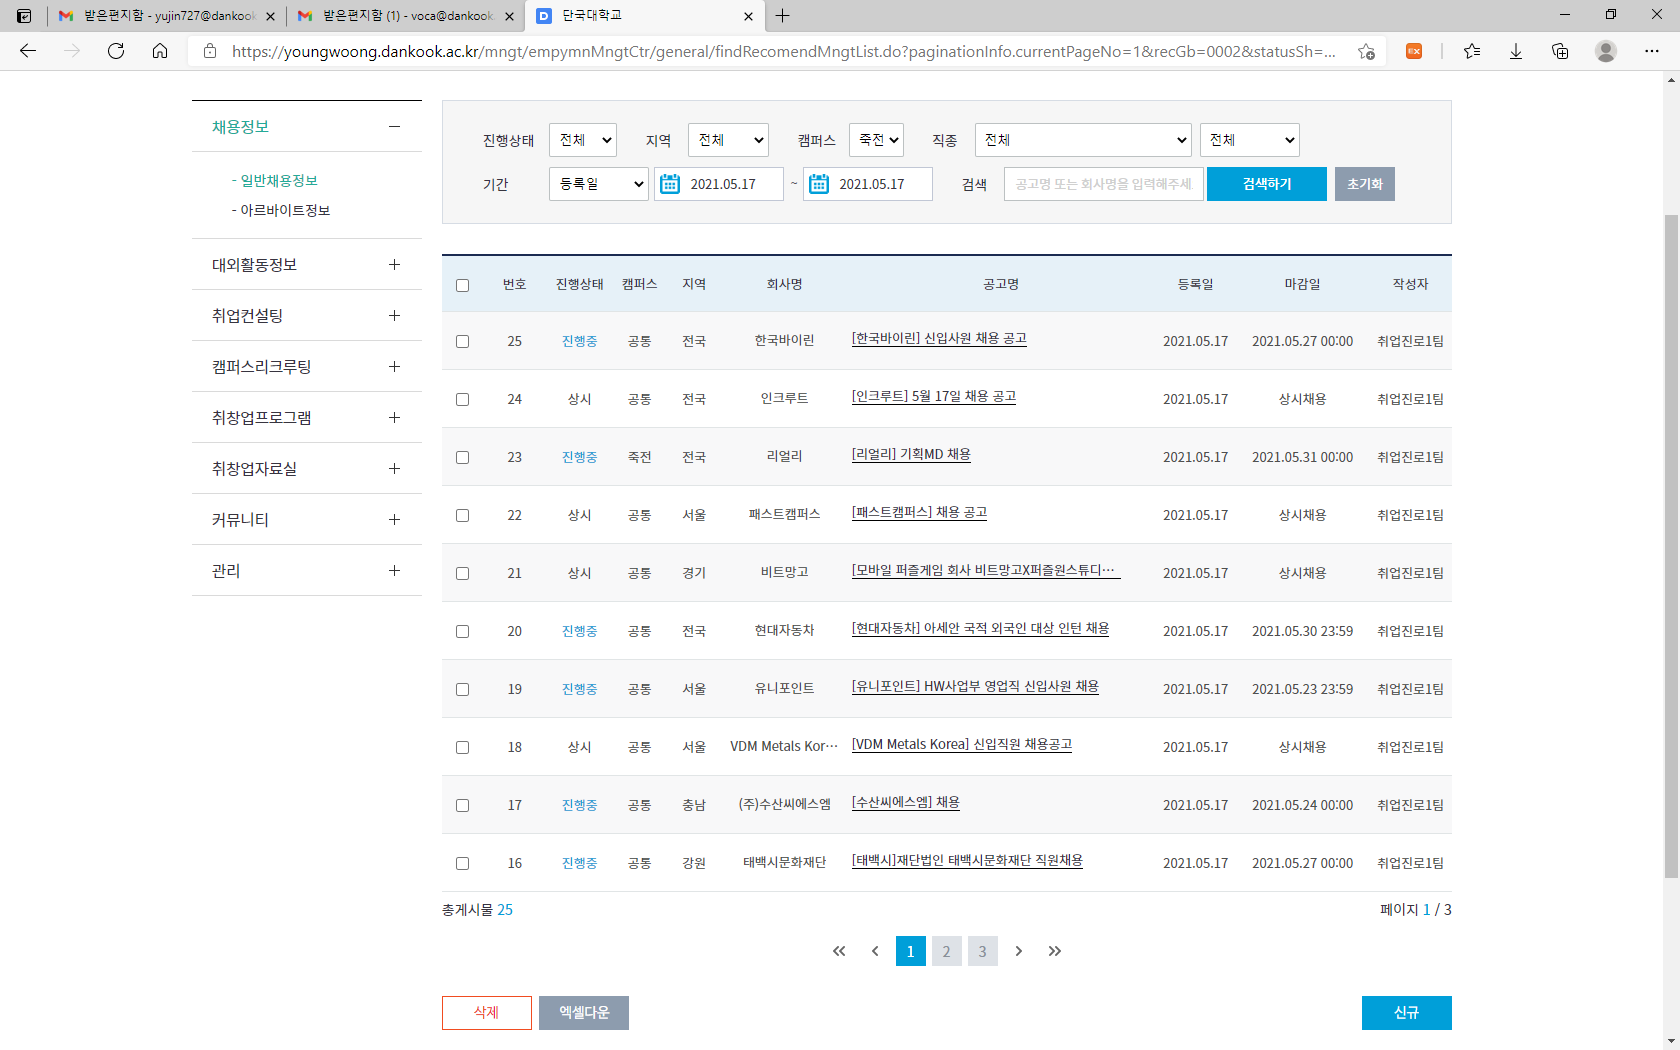 받은편지함 - yujin727@dankook
받은편지함 (1) - voca@dankook
단국대학교
https://youngwoong.dankook.ac.kr/mngt/empymnMngtCtr/general/findRecomendMngtList.do?paginationInfo.currentPageNo=1&recGb=0002&statusSh=...
채용정보
- 일반채용정보
- 아르바이트정보
대외활동정보
취업컨설팅
캠퍼스리크루팅
취창업프로그램
취창업자료실
커뮤니티
관리
진행상태 전체 지역 전체 캠퍼스 죽전 직종 전체 전체
기간 등록일 2021.05.17 ~ 2021.05.17 검색 공고명 또는 회사명을 입력해주세. 검색하기 초기화
번호 진행상태 캠퍼스 지역 회사명 공고명 등록일 마감일 작성자
25 진행중 공통 전국 한국바이린 [한국바이린] 신입사원 채용 공고 2021.05.17 2021.05.27 00:00 취업진로1팀
24 상시 공통 전국 인크루트 [인크루트] 5월 17일 채용 공고 2021.05.17 상시채용 취업진로1팀
23 진행중 죽전 전국 리얼리 [리얼리] 기획MD 채용 2021.05.17 2021.05.31 00:00 취업진로1팀
22 상시 공통 서울 패스트캠퍼스 [패스트캠퍼스] 채용 공고 2021.05.17 상시채용 취업진로1팀
21 상시 공통 경기 비트망고 [모바일 퍼즐게임 회사 비트망고X퍼즐원스튜디… 2021.05.17 상시채용 취업진로1팀
20 진행중 공통 전국 현대자동차 [현대자동차] 아세안 국적 외국인 대상 인턴 채용 2021.05.17 2021.05.30 23:59 취업진로1팀
19 진행중 공통 서울 유니포인트 [유니포인트] HW사업부 영업직 신입사원 채용 2021.05.17 2021.05.23 23:59 취업진로1팀
18 상시 공통 서울 VDM Metals Kor… [VDM Metals Korea] 신입직원 채용공고 2021.05.17 상시채용 취업진로1팀
17 진행중 공통 충남 (주)수산씨에스엠 [수산씨에스엠] 채용 2021.05.17 2021.05.24 00:00 취업진로1팀
16 진행중 공통 강원 태백시문화재단 [태백시]재단법인 태백시문화재단 직원채용 2021.05.17 2021.05.27 00:00 취업진로1팀
총게시물 25 페이지 1 / 3
« ‹ 1 2 3 › »
삭제 엑셀다운 신규